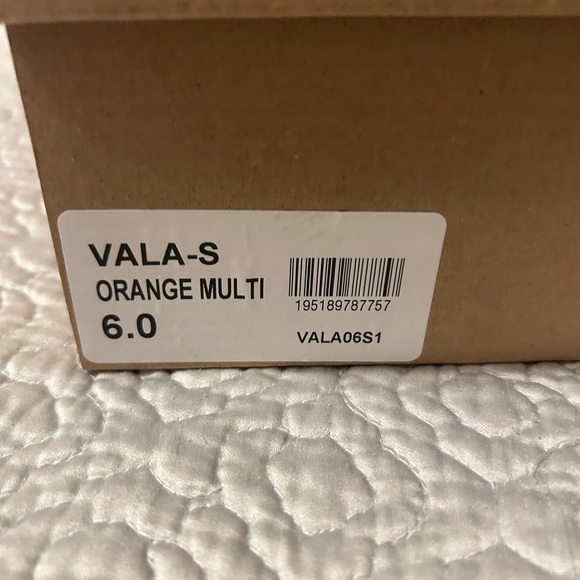 VALA-S
ORANGE MULTI
6.0
195189787757
VALA06S1